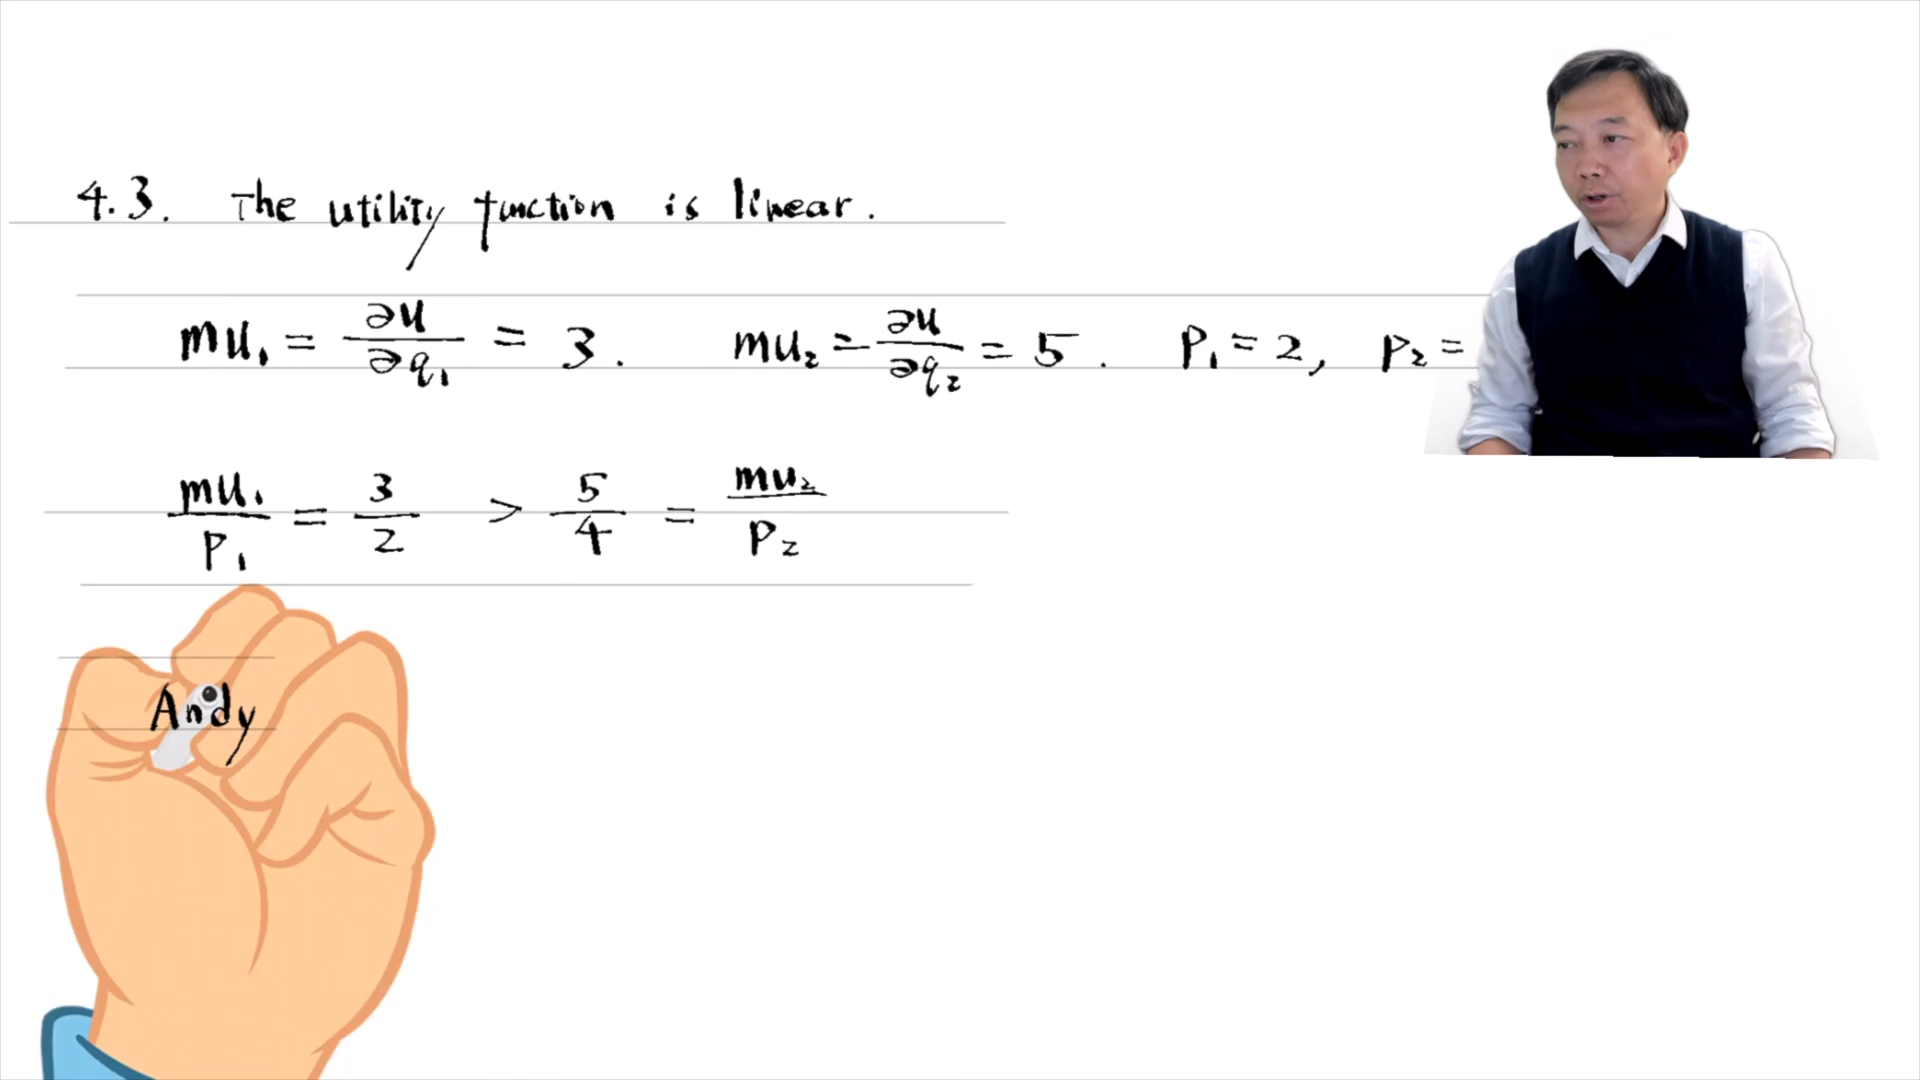 4.3. The utility function is linear.
mu₁ = ∂u/∂q₁ = 3. mu₂ = ∂u/∂q₂ = 5. P₁ = 2, P₂ =
mu₁/P₁ = 3/2 > 5/4 = mu₂/P₂
Andy